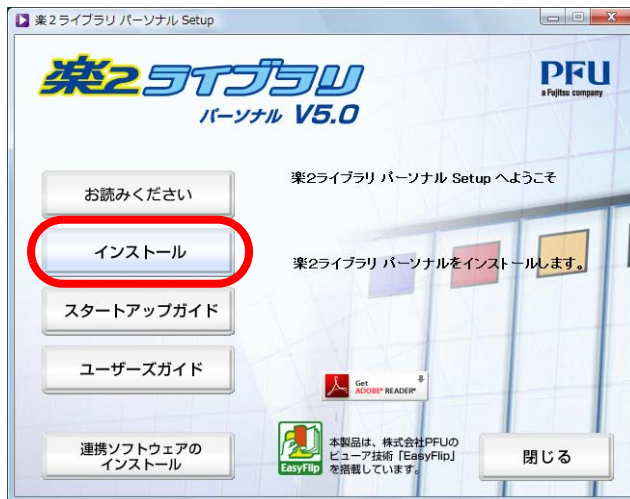 楽2ライブラリ パーソナル Setup
楽2ライブラリ
パーソナル V5.0
PFU
a Fujitsu company
お読みください
楽2ライブラリ パーソナル Setup へようこそ
インストール
楽2ライブラリ パーソナルをインストールします。
スタートアップガイド
ユーザーズガイド
Get
ADOBE® READER®
連携ソフトウェアの
インストール
EasyFlip
本製品は、株式会社PFUの
ビューア技術「EasyFlip」
を搭載しています。
閉じる